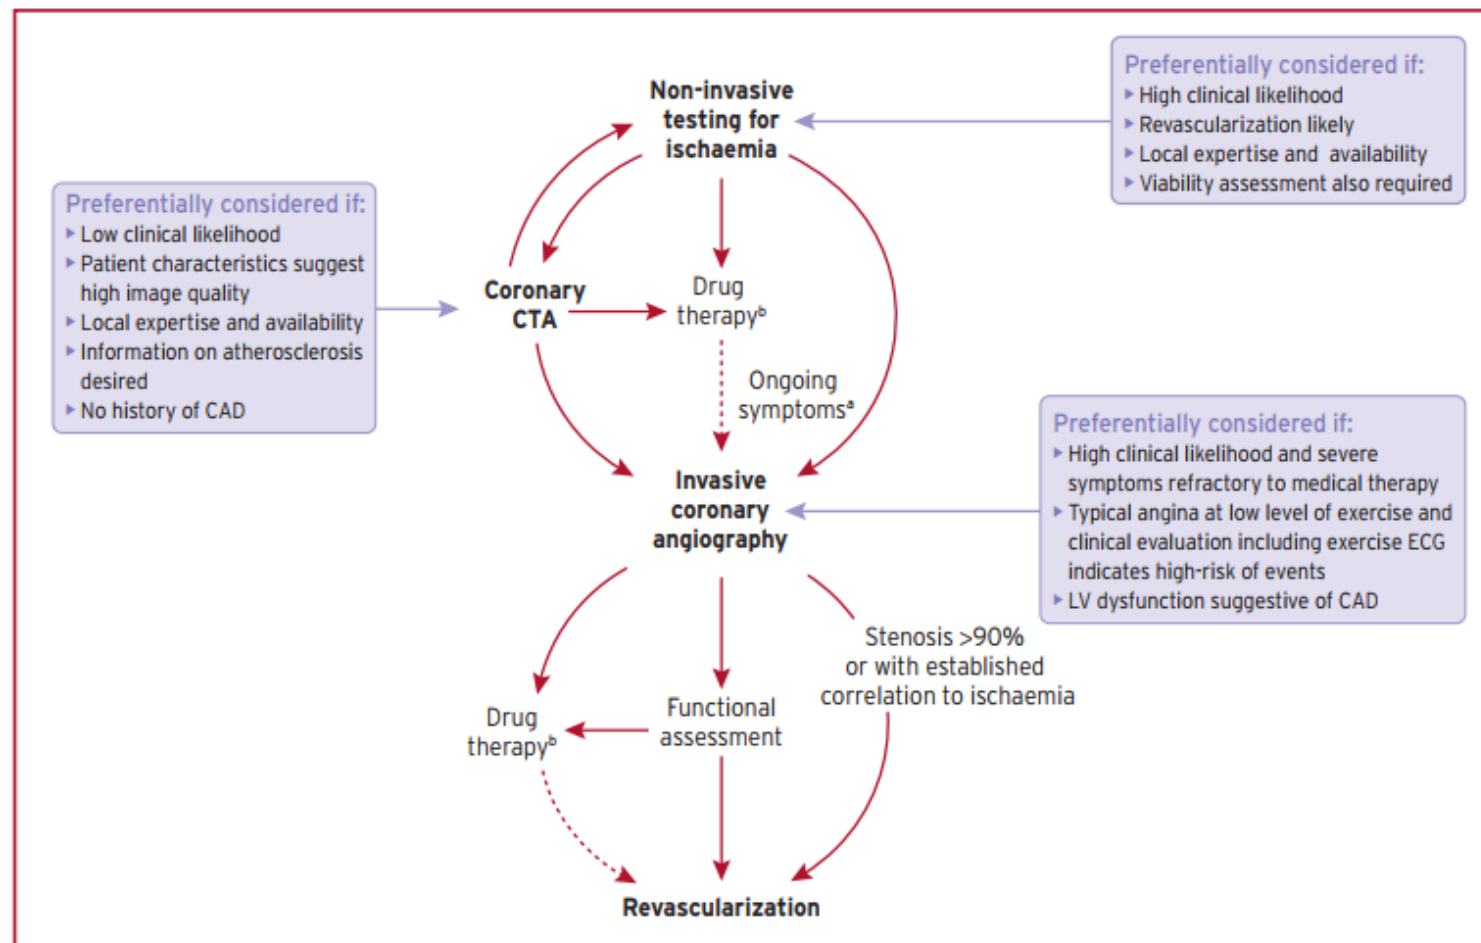 Non-invasive
testing for
ischaemia
Preferentially considered if:
▸ High clinical likelihood
▸ Revascularization likely
▸ Local expertise and availability
▸ Viability assessment also required
Preferentially considered if:
▸ Low clinical likelihood
▸ Patient characteristics suggest
high image quality
▸ Local expertise and availability
▸ Information on atherosclerosis
desired
▸ No history of CAD
Coronary
CTA
Drug
therapyᵇ
Ongoing
symptomsᵃ
Invasive
coronary
angiography
Preferentially considered if:
▸ High clinical likelihood and severe
symptoms refractory to medical therapy
▸ Typical angina at low level of exercise and
clinical evaluation including exercise ECG
indicates high-risk of events
▸ LV dysfunction suggestive of CAD
Stenosis >90%
or with established
correlation to ischaemia
Drug
therapyᵇ
Functional
assessment
Revascularization